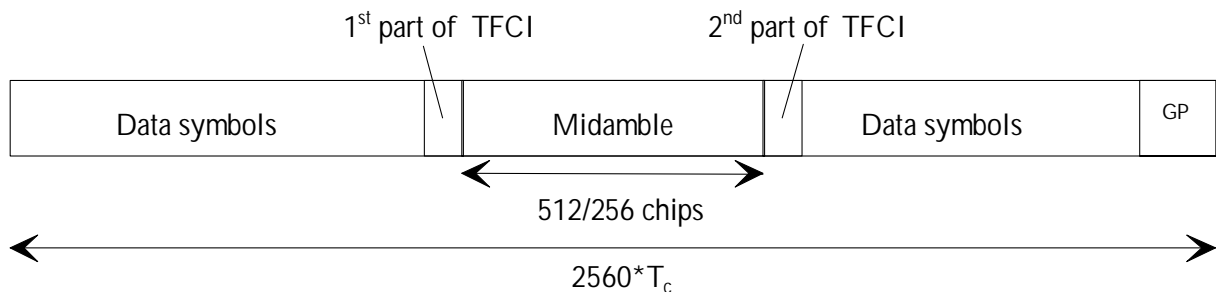 1st part of TFCI
2nd part of TFCI
Data symbols
Midamble
Data symbols
GP
512/256 chips
2560*Tc